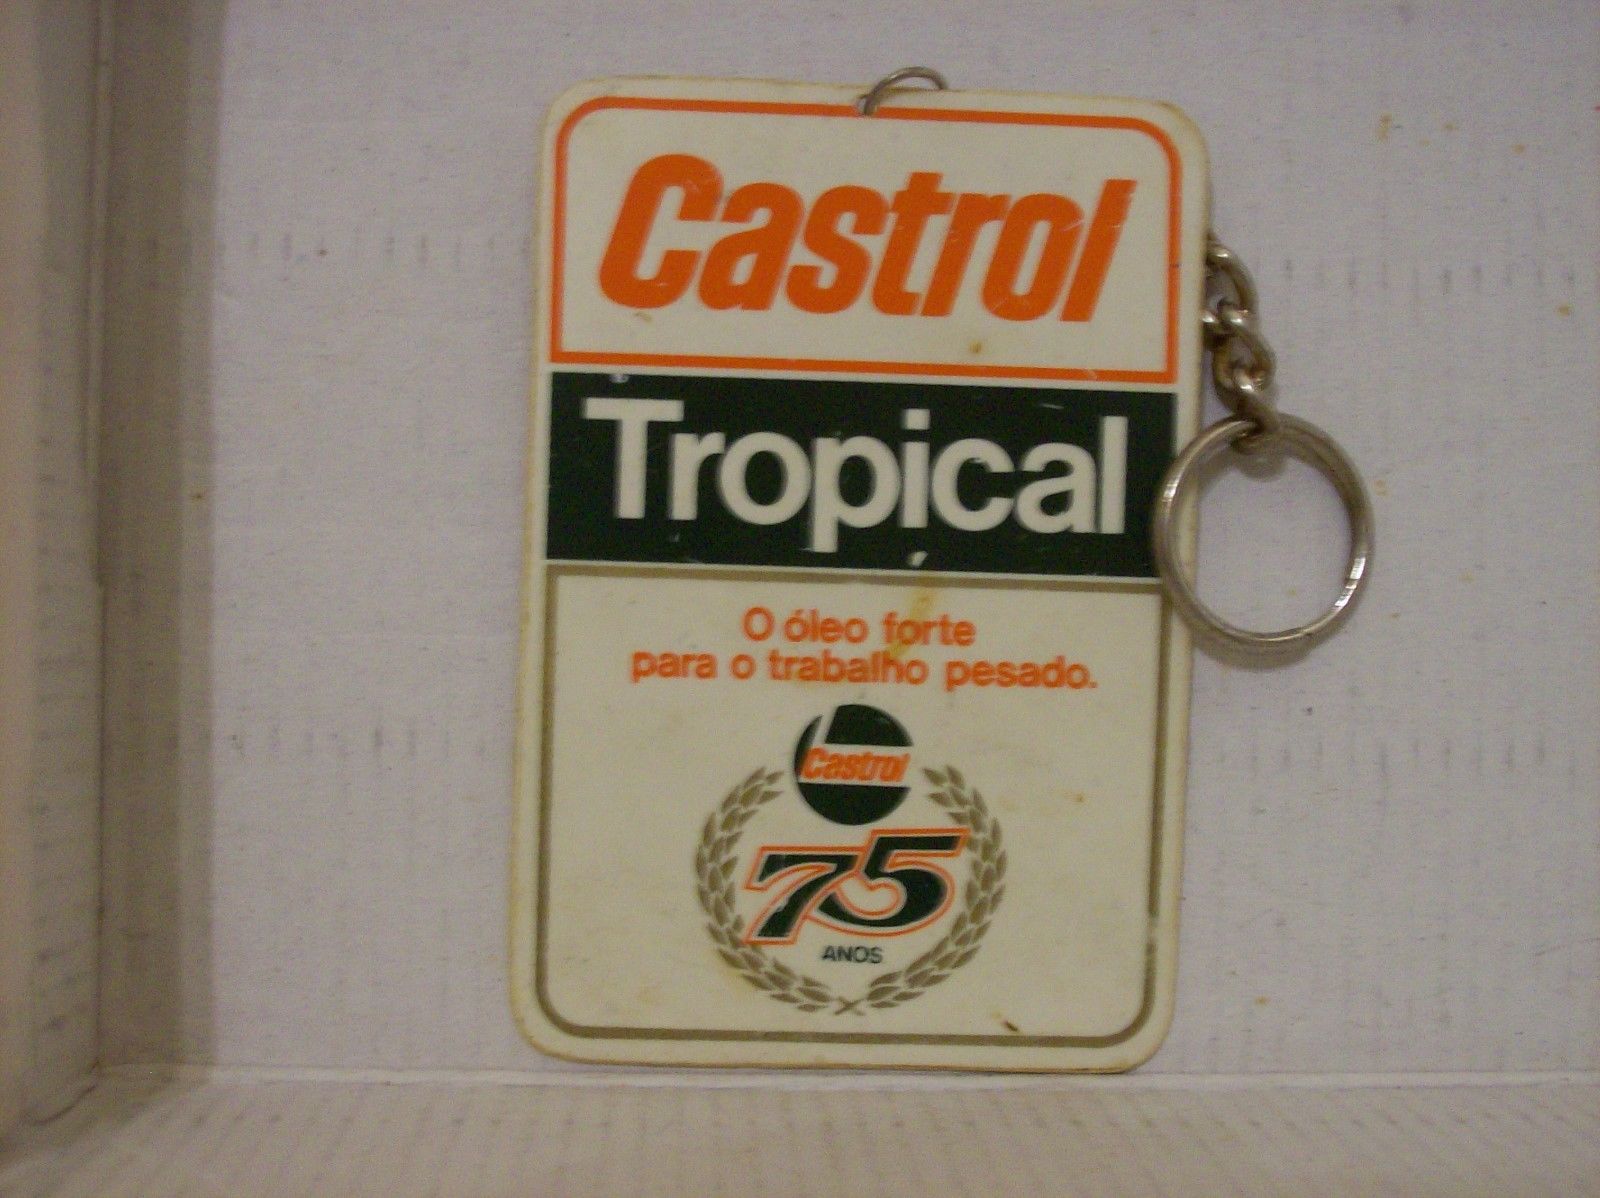 Castrol
Tropical
O óleo forte
para o trabalho pesado.
Castrol
75
ANOS